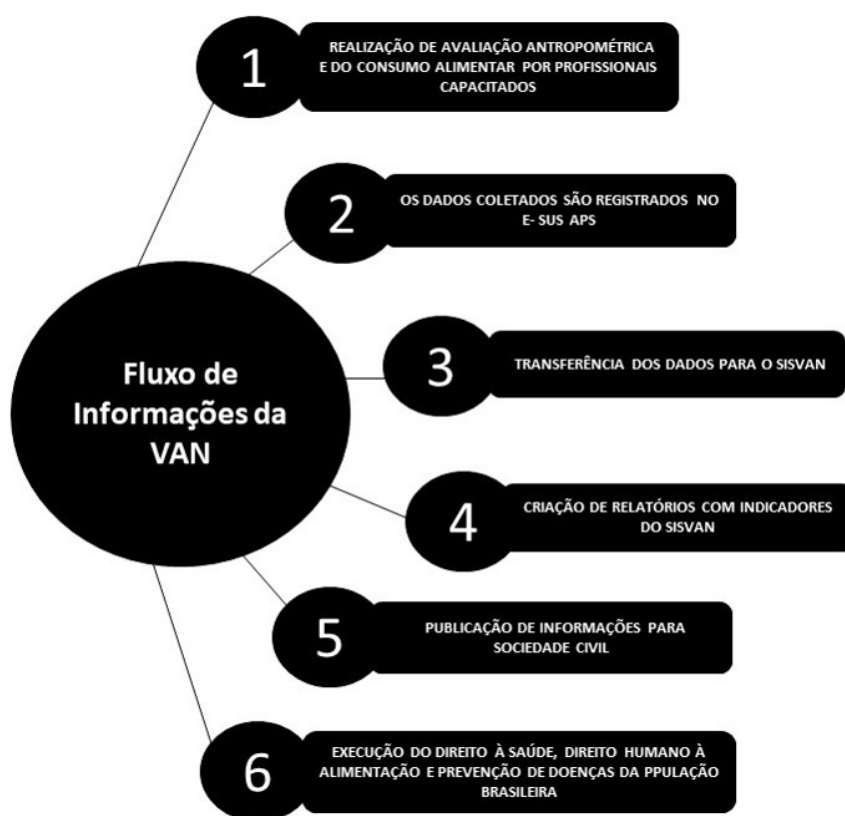 1
REALIZAÇÃO DE AVALIAÇÃO ANTROPOMÉTRICA
E DO CONSUMO ALIMENTAR POR PROFISSIONAIS
CAPACITADOS
2
OS DADOS COLETADOS SÃO REGISTRADOS NO
E- SUS APS
3
TRANSFERÊNCIA DOS DADOS PARA O SISVAN
Fluxo de
Informações da
VAN
4
CRIAÇÃO DE RELATÓRIOS COM INDICADORES
DO SISVAN
5
PUBLICAÇÃO DE INFORMAÇÕES PARA
SOCIEDADE CIVIL
6
EXECUÇÃO DO DIREITO À SAÚDE, DIREITO HUMANO À
ALIMENTAÇÃO E PREVENÇÃO DE DOENÇAS DA PPULAÇÃO
BRASILEIRA